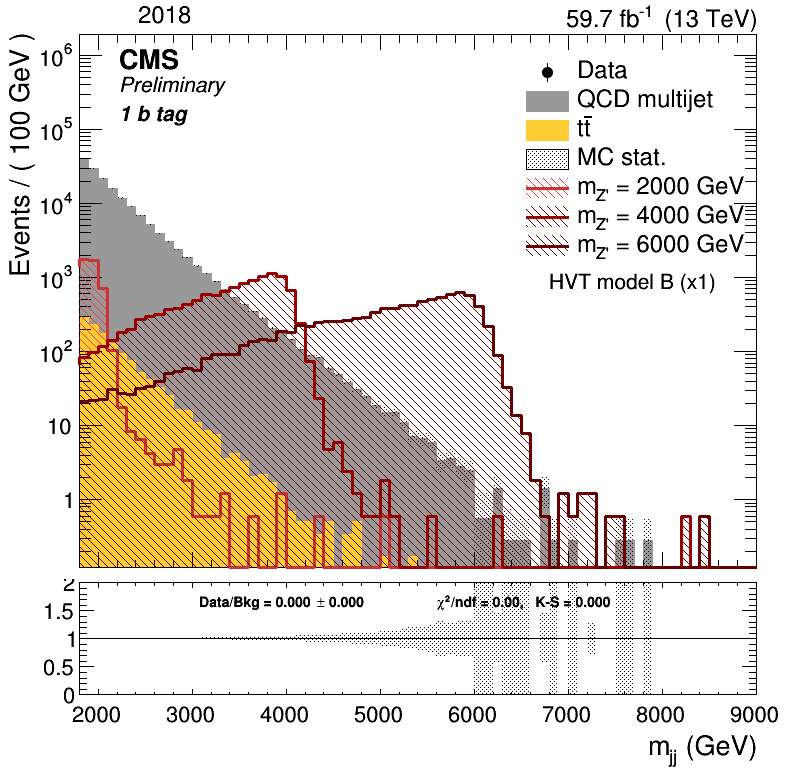 2018
59.7 fb⁻¹ (13 TeV)
CMS
Preliminary
1 b tag
Data
QCD multijet
tt̄
MC stat.
m_Z' = 2000 GeV
m_Z' = 4000 GeV
m_Z' = 6000 GeV
HVT model B (x1)
Events / ( 100 GeV )
10⁶
10⁵
10⁴
10³
10²
10
1
2
1.5
1
0.5
0
Data/Bkg = 0.000 ± 0.000
χ²/ndf = 0.00, K-S = 0.000
2000 3000 4000 5000 6000 7000 8000 9000
m_jj (GeV)